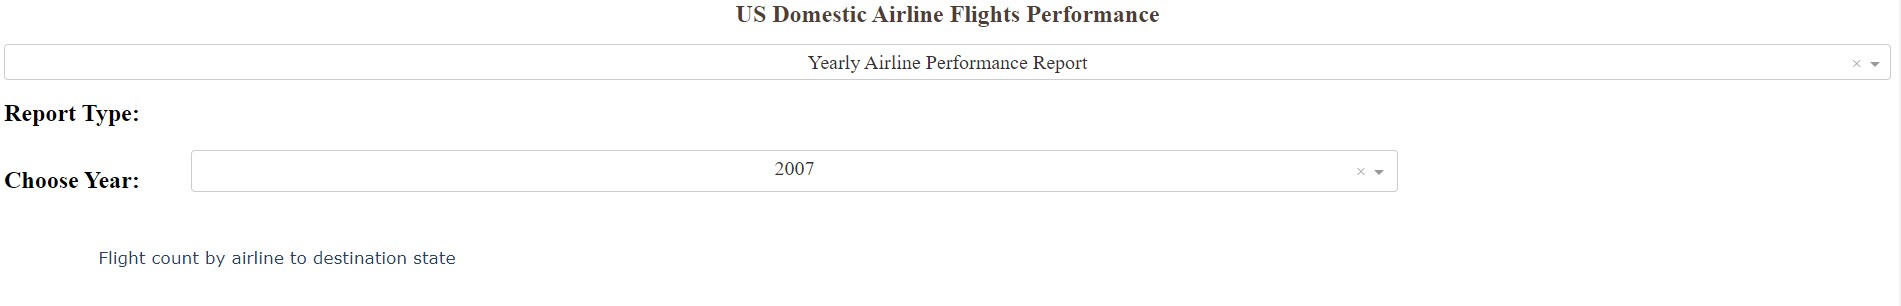 US Domestic Airline Flights Performance
Yearly Airline Performance Report
Report Type:
Choose Year:
2007
Flight count by airline to destination state